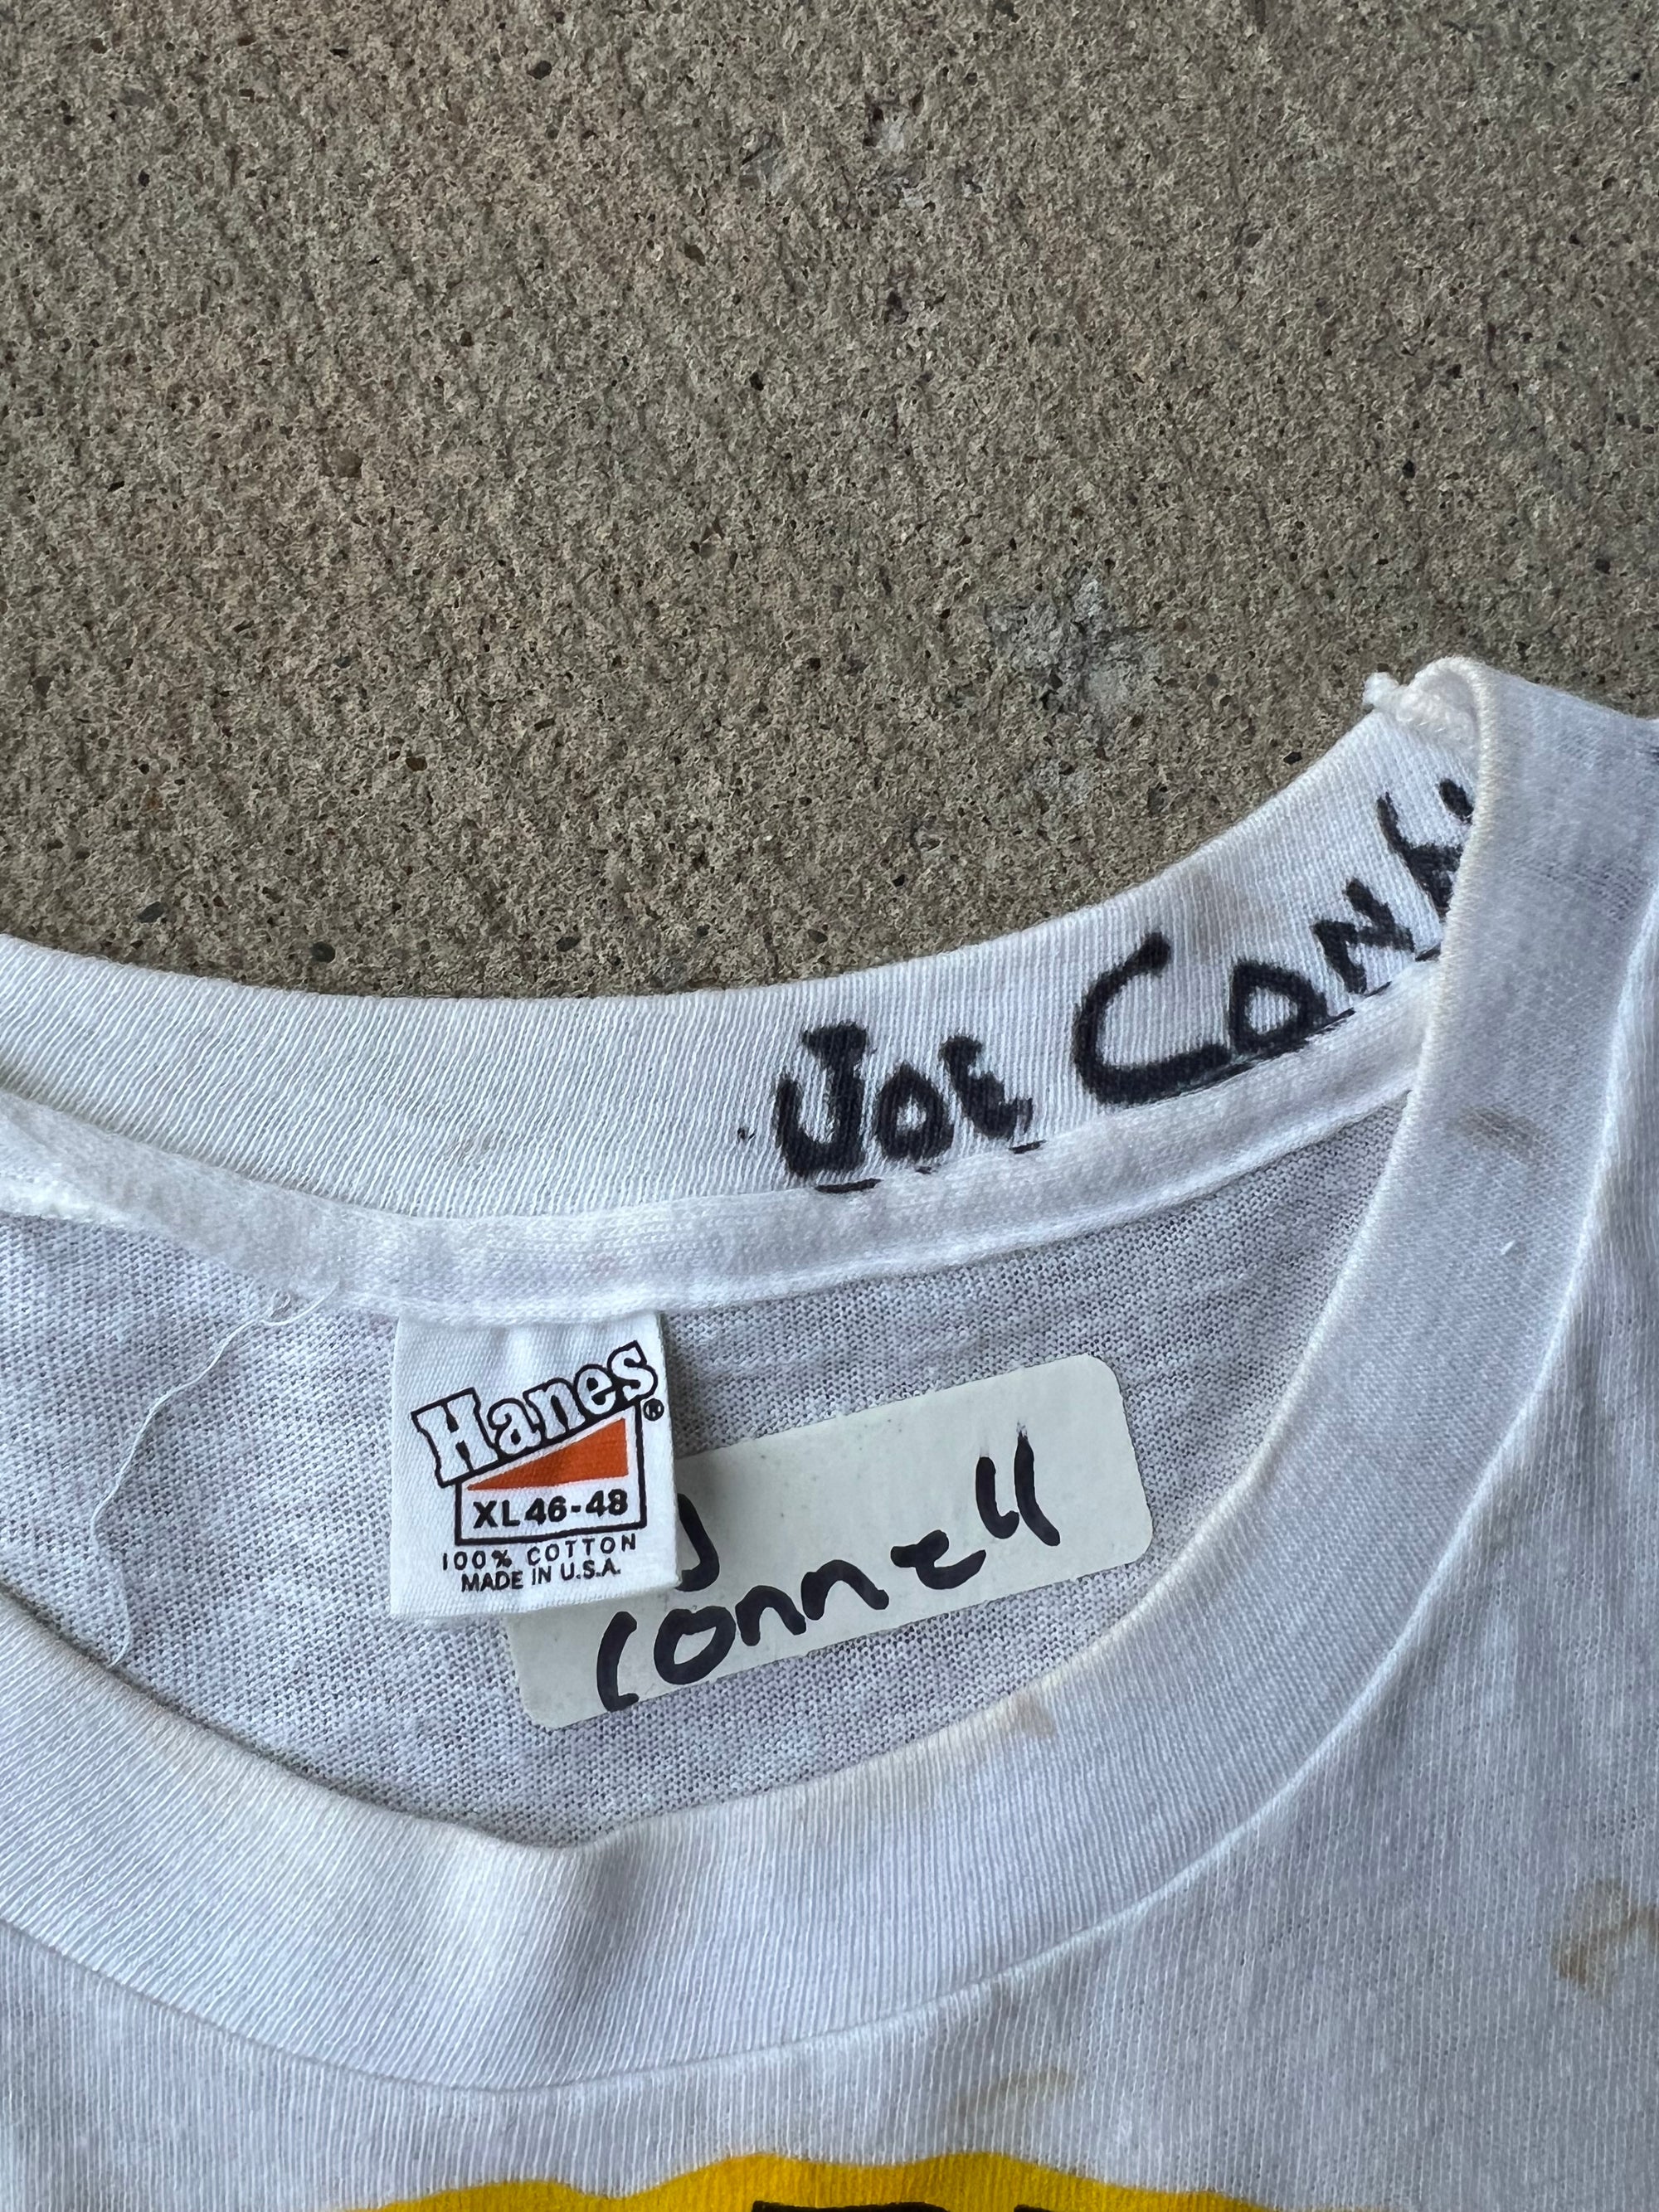 JOE CONN
Hanes®
XL 46-48
100% COTTON
MADE IN U.S.A.
Connell